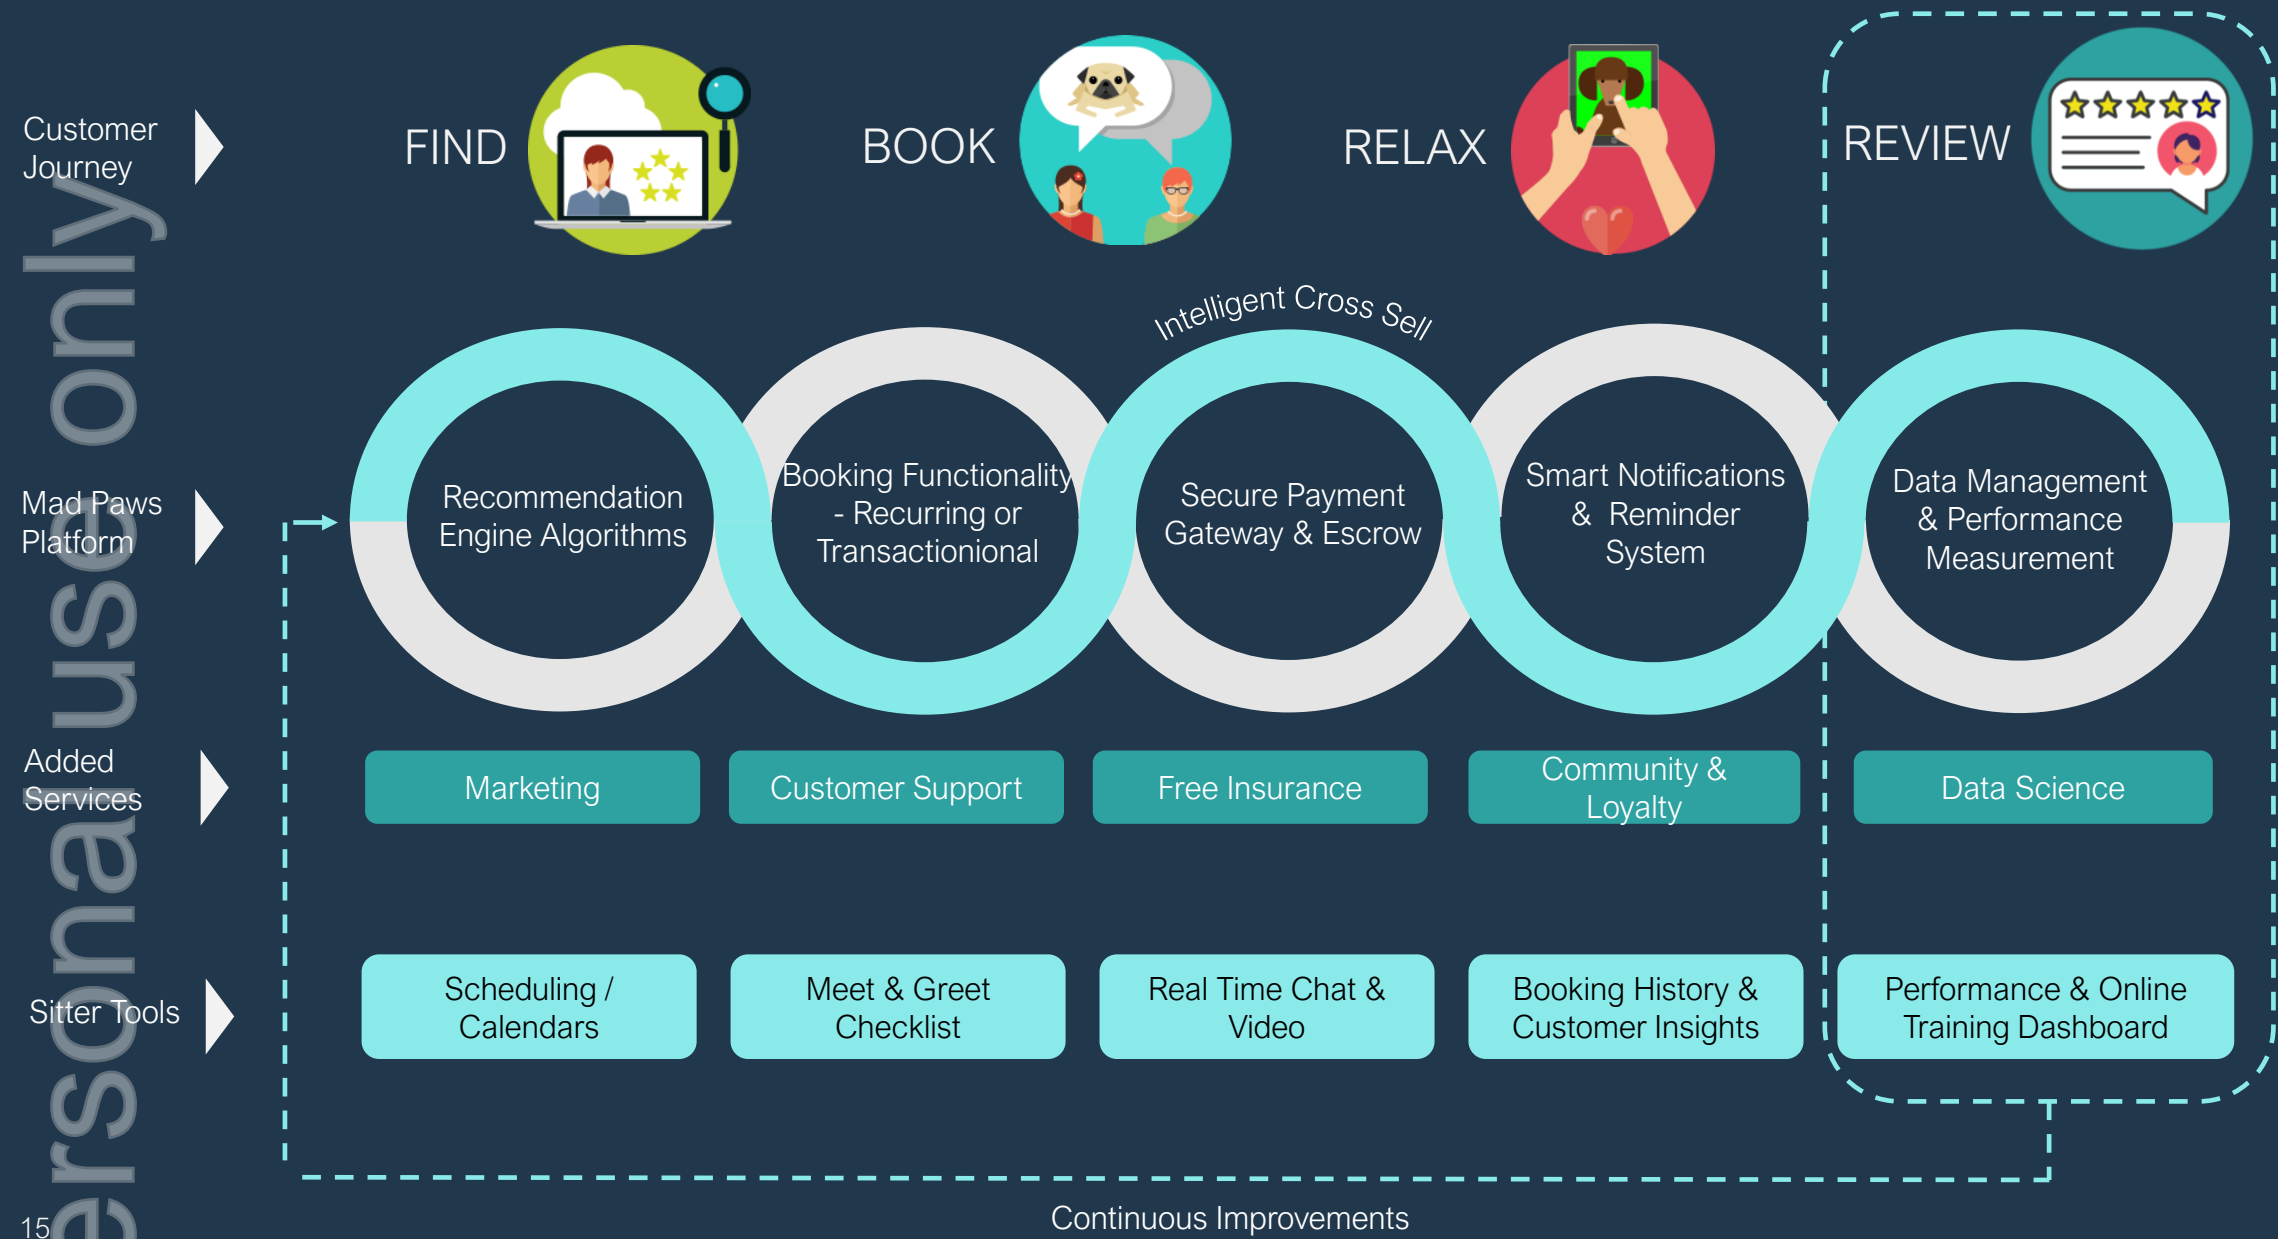 Customer
Journey
FIND
BOOK
RELAX
REVIEW
Intelligent Cross Sell
Mad Paws
Platform
Recommendation
Engine Algorithms
Booking Functionality
- Recurring or
Transactionional
Secure Payment
Gateway & Escrow
Smart Notifications
& Reminder
System
Data Management
& Performance
Measurement
Added
Services
Marketing
Customer Support
Free Insurance
Community &
Loyalty
Data Science
Sitter Tools
Scheduling /
Calendars
Meet & Greet
Checklist
Real Time Chat &
Video
Booking History &
Customer Insights
Performance & Online
Training Dashboard
Continuous Improvements
15
ersonal use only